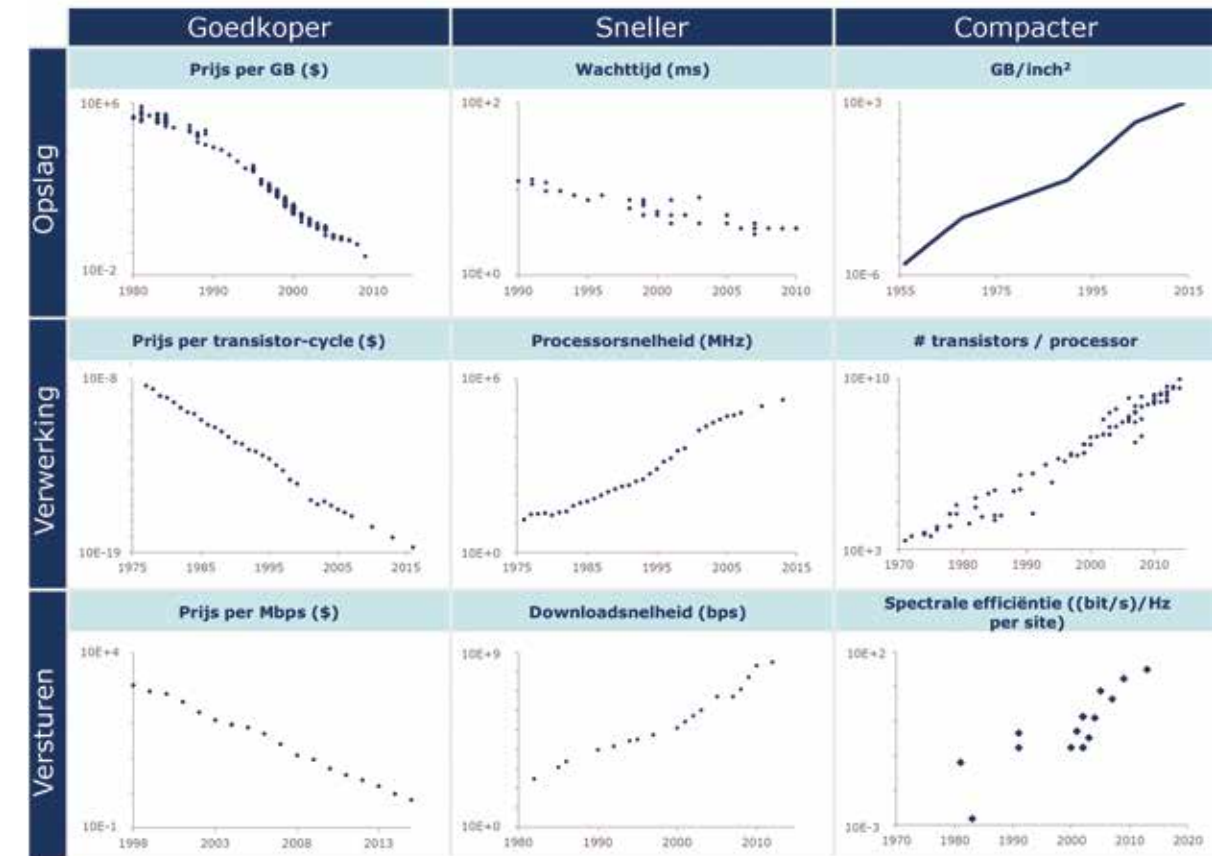 Goedkoper
Sneller
Compacter
Opslag
Prijs per GB ($)
10E+6
10E-2
1980
1990
2000
2010
Wachttijd (ms)
10E+2
10E+0
1990
1995
2000
2005
2010
GB/inch²
10E+3
10E-6
1955
1975
1995
2015
Verwerking
Prijs per transistor-cycle ($)
10E-8
10E-19
1975
1985
1995
2005
2015
Processorsnelheid (MHz)
10E+6
10E+0
1975
1980
1985
1990
1995
2000
2005
2010
2015
# transistors / processor
10E+10
10E+3
1970
1980
1990
2000
2010
Versturen
Prijs per Mbps ($)
10E+4
10E-1
1998
2003
2008
2013
Downloadsnelheid (bps)
10E+9
10E+0
1980
1990
2000
2010
Spectrale efficiëntie ((bit/s)/Hz
per site)
10E+2
10E-3
1970
1980
1990
2000
2010
2020